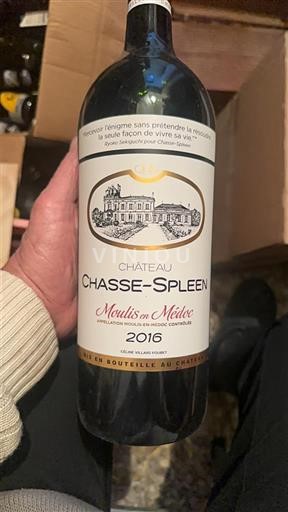 Percevoir l'énigme sans prétendre la résoudre
la seule façon de vivre sa vie
Ryoko Sekiguchi pour Chasse-Spleen
VINIOU
CHÂTEAU
CHASSE-SPLEEN
Moulis en Médoc
APPELLATION MOULIS-EN-MÉDOC CONTRÔLÉE
2016
MIS EN BOUTEILLE AU CHÂTEAU
CÉLINE VILLARS-FOUBET